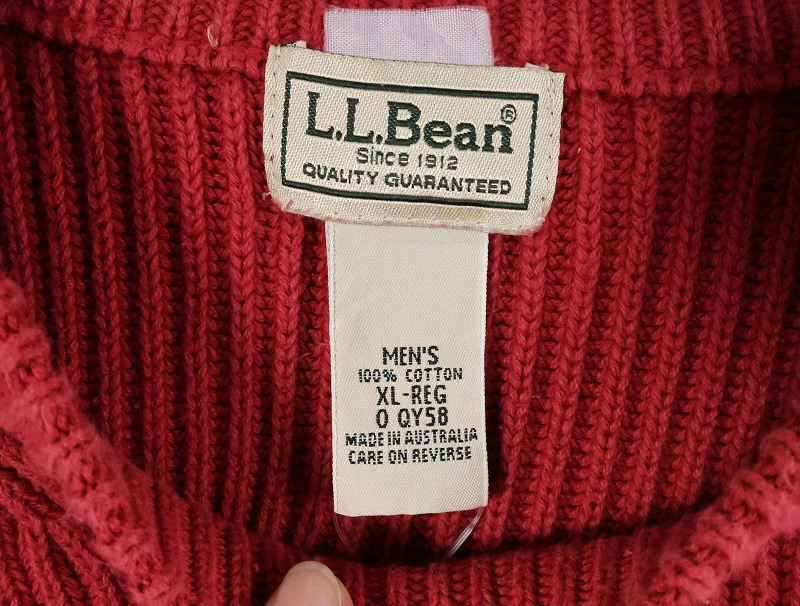 L.L.Bean®
Since 1912
QUALITY GUARANTEED
MEN'S
100% COTTON
XL-REG
0 QY58
MADE IN AUSTRALIA
CARE ON REVERSE